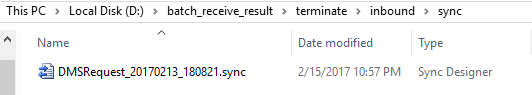 This PC > Local Disk (D:) > batch_receive_result > terminate > inbound > sync
Name Date modified Type
DMSRequest_20170213_180821.sync 2/15/2017 10:57 PM Sync Designer